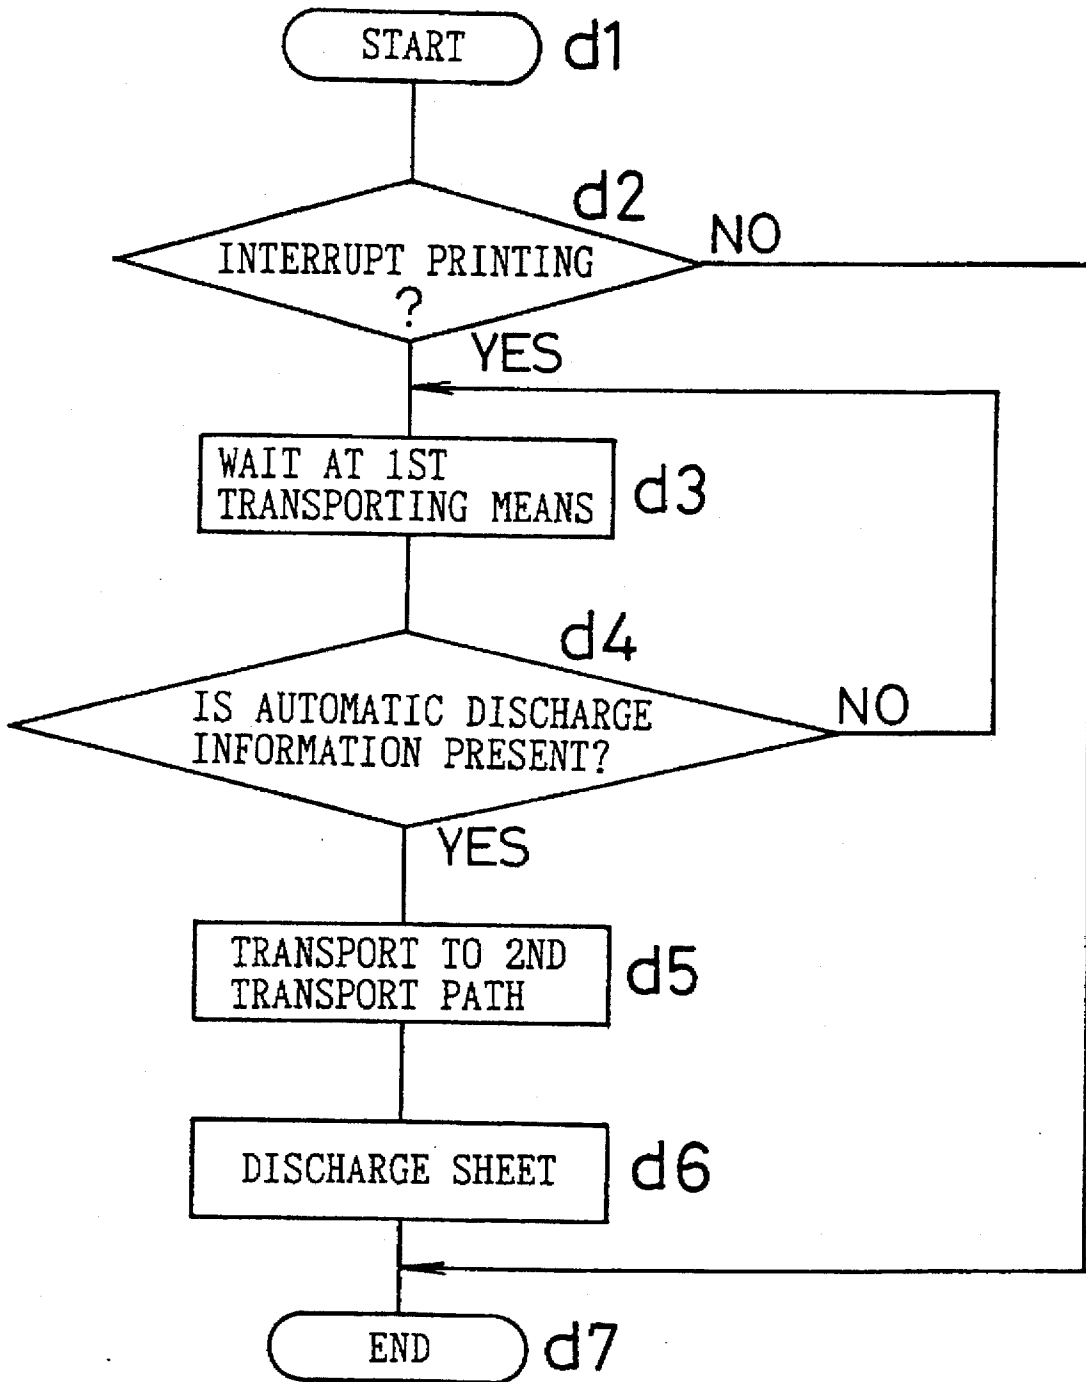 START
d1
d2
NO
INTERRUPT PRINTING
?
YES
WAIT AT 1ST
TRANSPORTING MEANS
d3
d4
IS AUTOMATIC DISCHARGE
INFORMATION PRESENT?
NO
YES
TRANSPORT TO 2ND
TRANSPORT PATH
d5
DISCHARGE SHEET
d6
END
d7